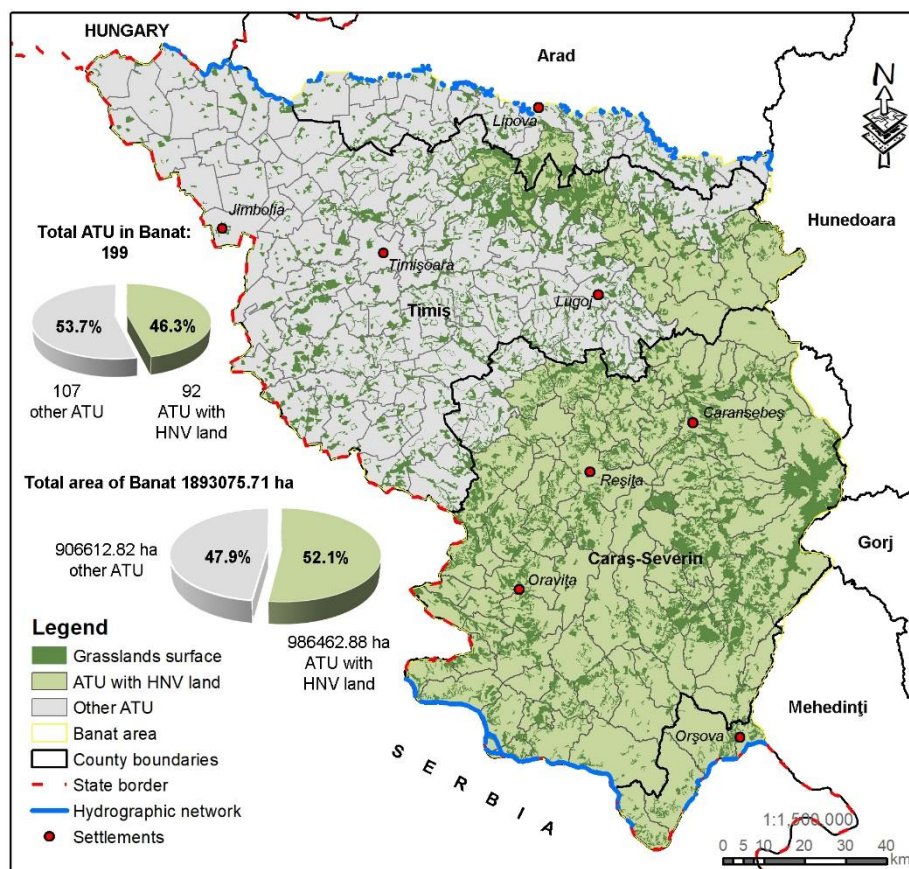 HUNGARY
Arad
N
Lipova
Hunedoara
Jimbolia
Total ATU in Banat:
199
Timişoara
Lugoj
Timiş
53.7%
46.3%
107
other ATU
92
ATU with
HNV land
Caransebeş
Reşiţa
Total area of Banat 1893075.71 ha
Gorj
906612.82 ha
other ATU
47.9%
52.1%
Caraş-Severin
Oraviţa
986462.88 ha
ATU with
HNV land
Legend
Grasslands surface
ATU with HNV land
Other ATU
Banat area
County boundaries
State border
Hydrographic network
Settlements
Mehedinţi
Orşova
SERBIA
1:1,500,000
0 5 10 20 30 40
km